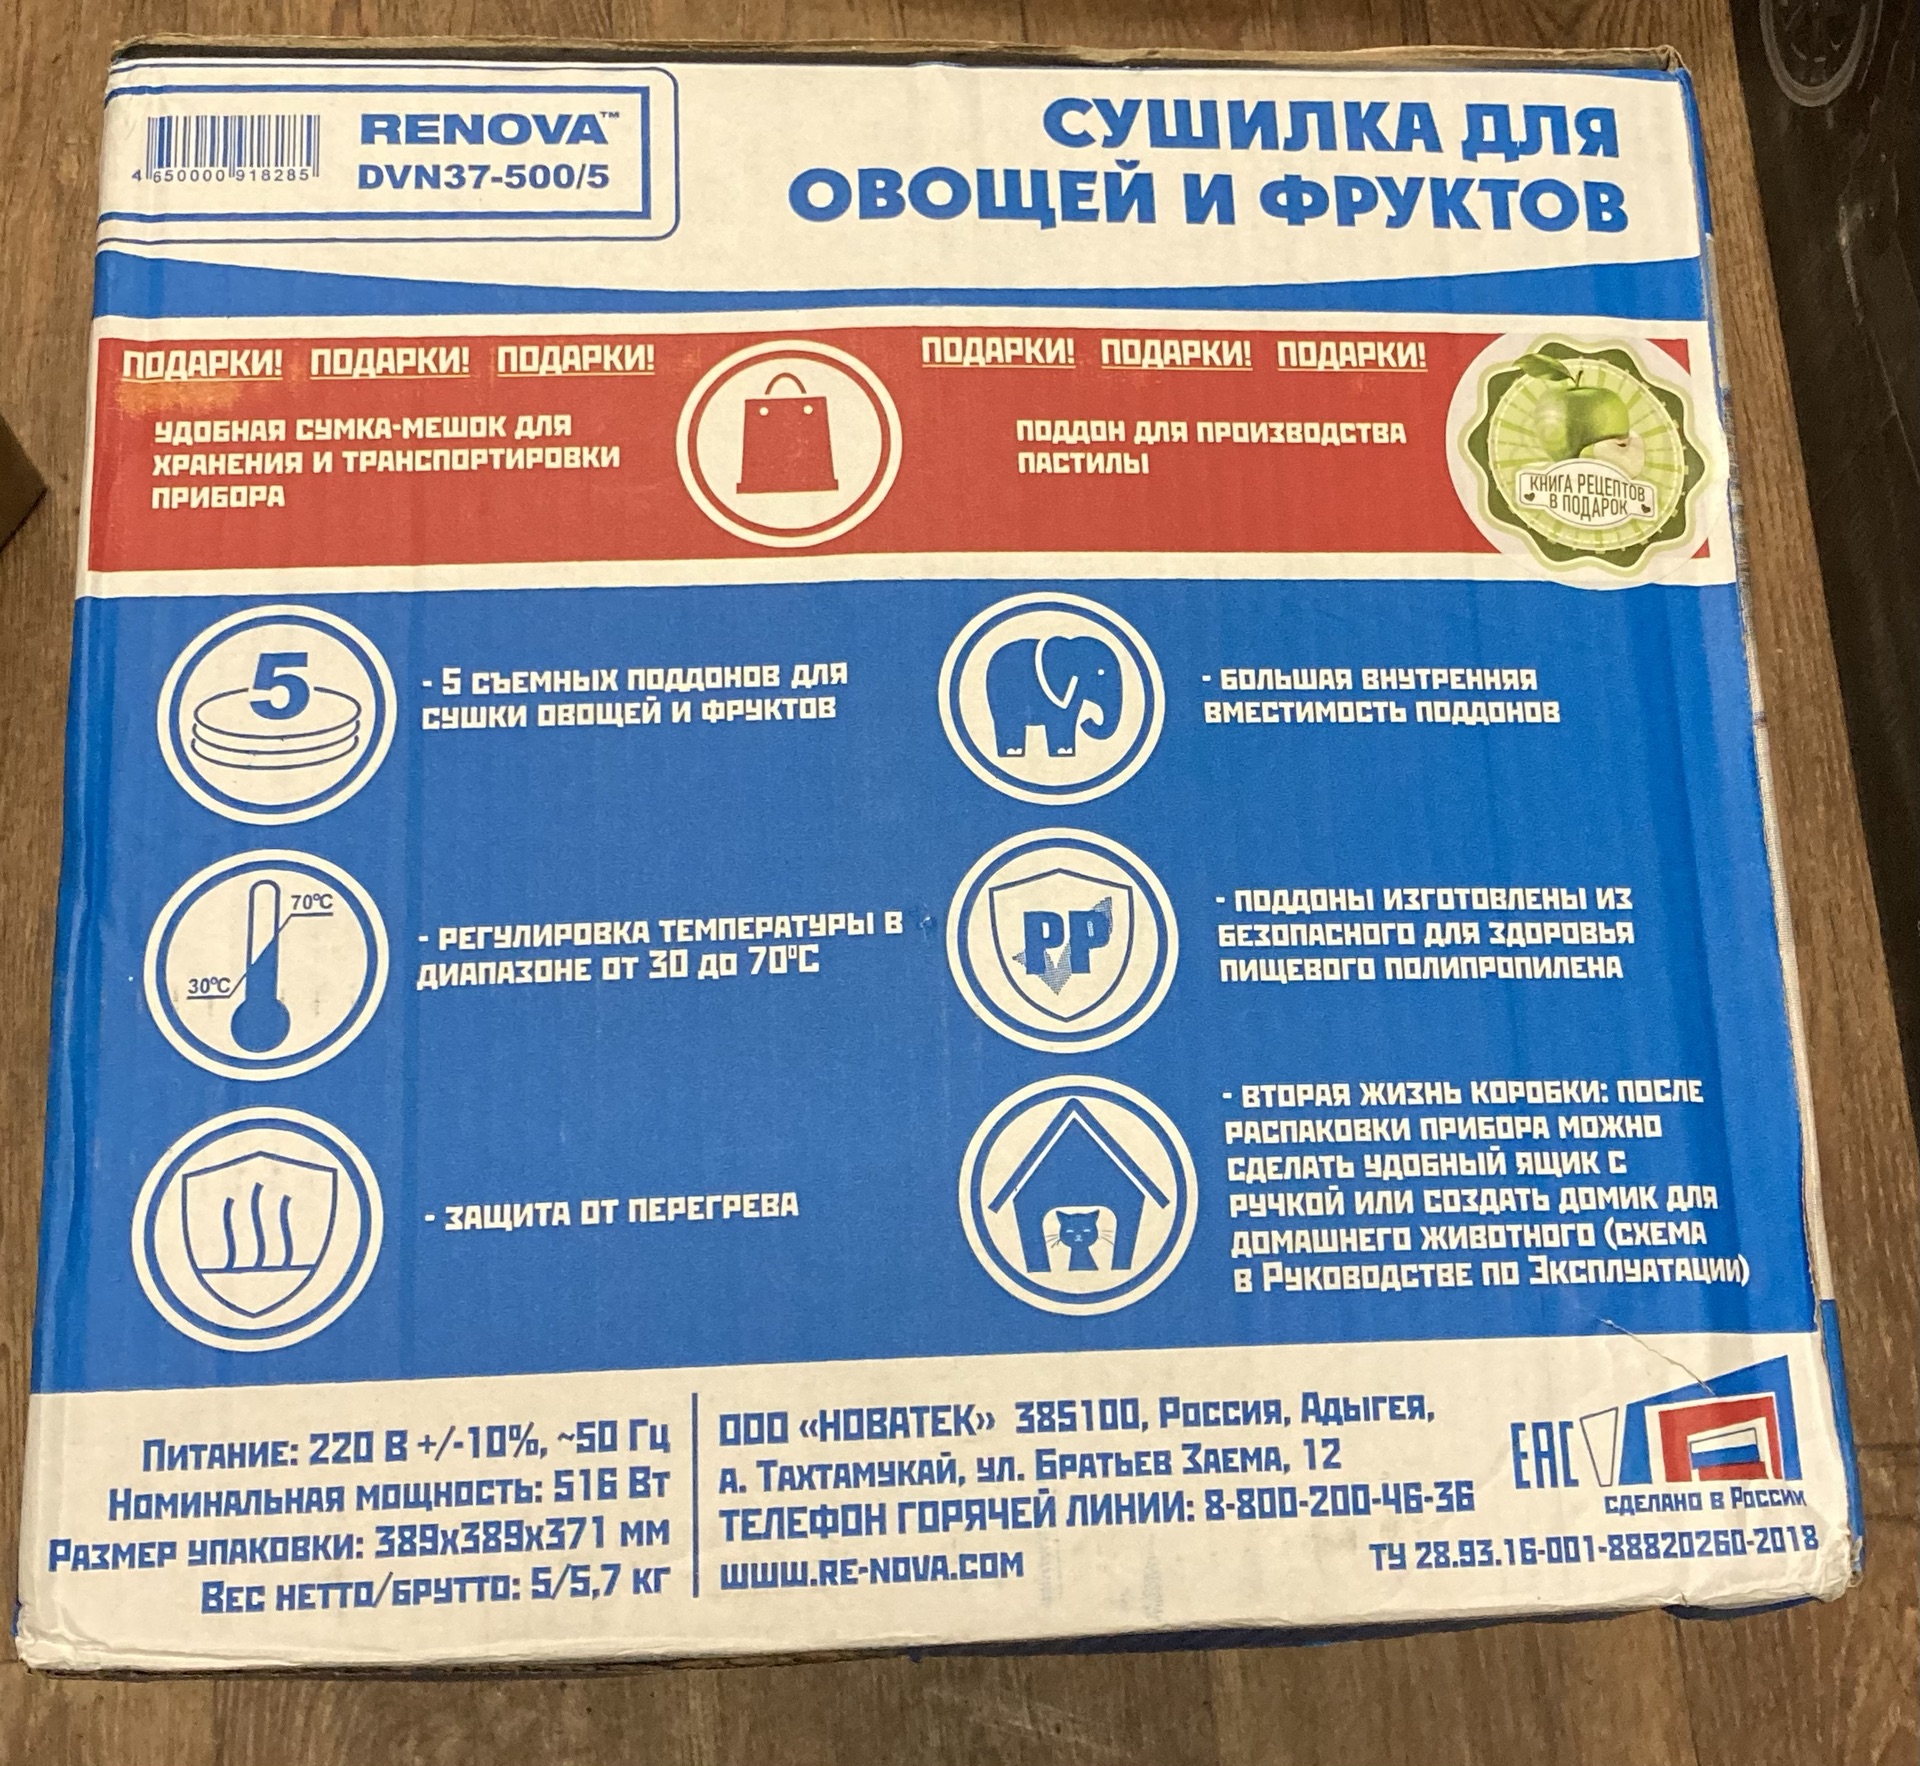 4 650000 918285
RENOVA™
DVN37-500/5
СУШИЛКА ДЛЯ
ОВОЩЕЙ И ФРУКТОВ
ПОДАРКИ! ПОДАРКИ! ПОДАРКИ!
УДОБНАЯ СУМКА-МЕШОК ДЛЯ
ХРАНЕНИЯ И ТРАНСПОРТИРОВКИ
ПРИБОРА
ПОДАРКИ! ПОДАРКИ! ПОДАРКИ!
ПОДДОН ДЛЯ ПРОИЗВОДСТВА
ПАСТИЛЫ
КНИГА РЕЦЕПТОВ
В ПОДАРОК
5
- 5 СЪЕМНЫХ ПОДДОНОВ ДЛЯ
СУШКИ ОВОЩЕЙ И ФРУКТОВ
- БОЛЬШАЯ ВНУТРЕННЯЯ
ВМЕСТИМОСТЬ ПОДДОНОВ
70°C
30°C
- РЕГУЛИРОВКА ТЕМПЕРАТУРЫ В
ДИАПАЗОНЕ ОТ 30 ДО 70°C
PP
- ПОДДОНЫ ИЗГОТОВЛЕНЫ ИЗ
БЕЗОПАСНОГО ДЛЯ ЗДОРОВЬЯ
ПИЩЕВОГО ПОЛИПРОПИЛЕНА
- ЗАЩИТА ОТ ПЕРЕГРЕВА
- ВТОРАЯ ЖИЗНЬ КОРОБКИ: ПОСЛЕ
РАСПАКОВКИ ПРИБОРА МОЖНО
СДЕЛАТЬ УДОБНЫЙ ЯЩИК С
РУЧКОЙ ИЛИ СОЗДАТЬ ДОМИК ДЛЯ
ДОМАШНЕГО ЖИВОТНОГО (СХЕМА
В РУКОВОДСТВЕ ПО ЭКСПЛУАТАЦИИ)
ПИТАНИЕ: 220 В +/-10%, ~50 ГЦ
НОМИНАЛЬНАЯ МОЩНОСТЬ: 516 ВТ
РАЗМЕР УПАКОВКИ: 389Х389Х371 ММ
ВЕС НЕТТО/БРУТТО: 5/5,7 КГ
ООО «НОВАТЕК» 385100, РОССИЯ, АДЫГЕЯ,
А. ТАХТАМУКАЙ, УЛ. БРАТЬЕВ ЗАЕМА, 12
ТЕЛЕФОН ГОРЯЧЕЙ ЛИНИИ: 8-800-200-46-36
WWW.RE-NOVA.COM
EAC
СДЕЛАНО В РОССИИ
ТУ 28.93.16-001-88820260-2018